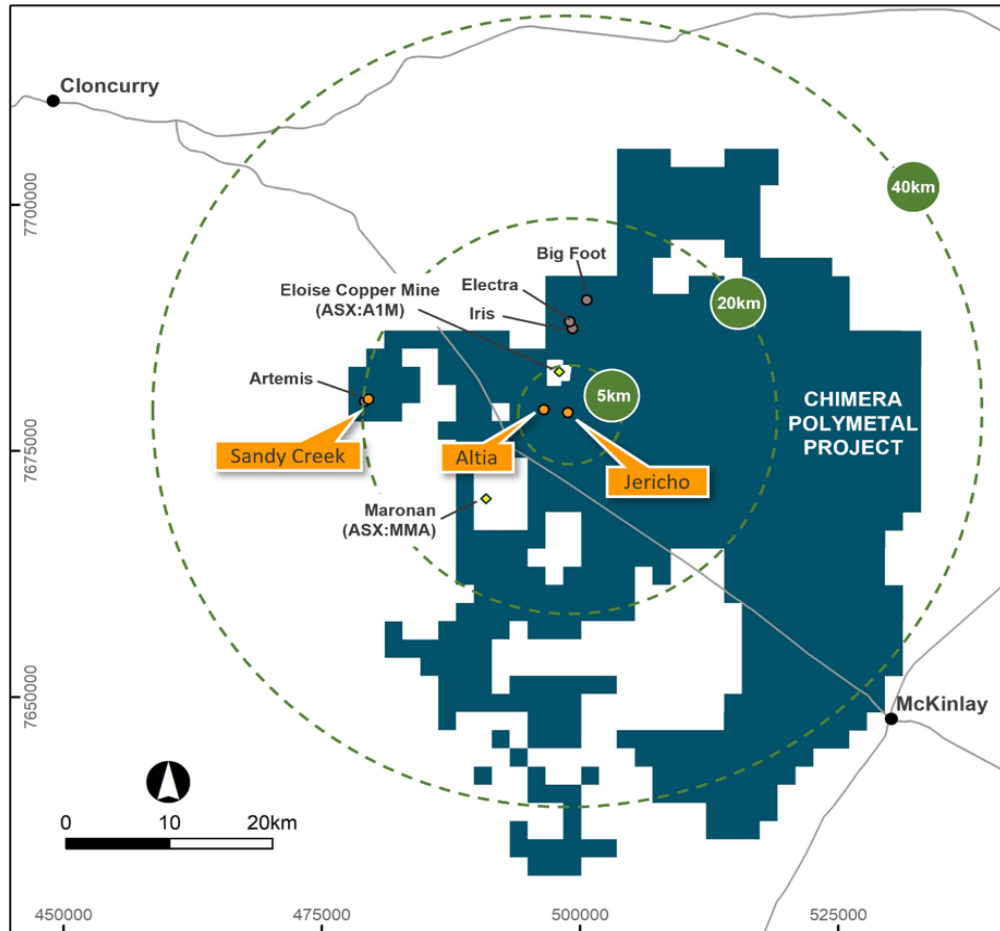 Cloncurry
40km
7700000
Big Foot
Electra
Eloise Copper Mine
(ASX:A1M)
20km
Iris
Artemis
5km
CHIMERA
POLYMETAL
PROJECT
Sandy Creek
Altia
7675000
Jericho
Maronan
(ASX:MMA)
7650000
McKinlay
0 10 20km
450000 475000 500000 525000